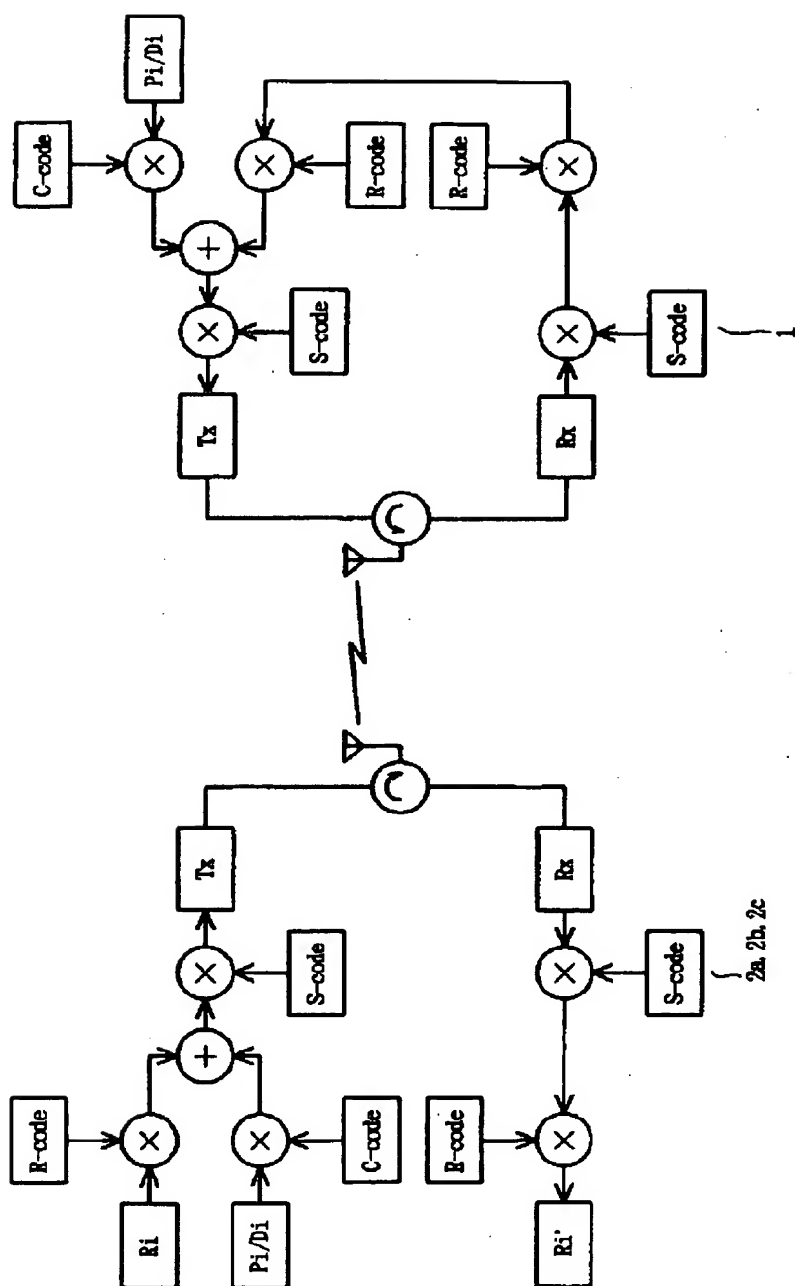 R-code
C-code
Ri
Pi/Di
Tx
Tx
Pi/Di
S-code
S-code
C-code
R-code
R-code
R-code
Ri'
Rx
Rx
S-code
S-code
2a, 2b, 2c
1